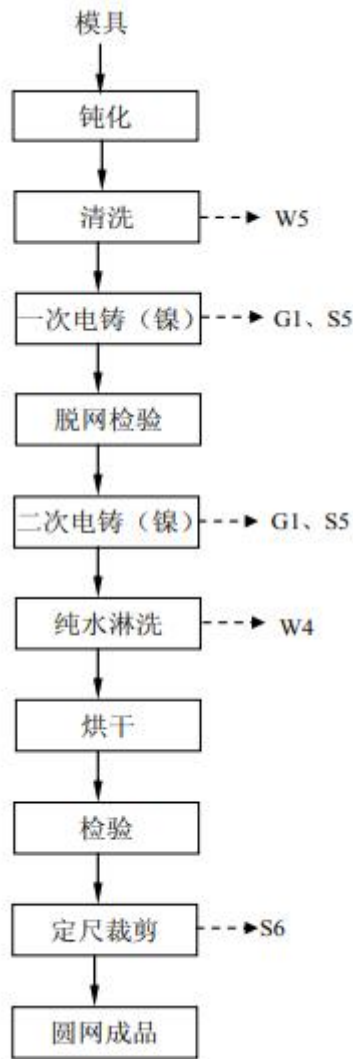 模具
钝化
清洗 W5
一次电铸（镍） G1、S5
脱网检验
二次电铸（镍） G1、S5
纯水淋洗 W4
烘干
检验
定尺裁剪 S6
圆网成品